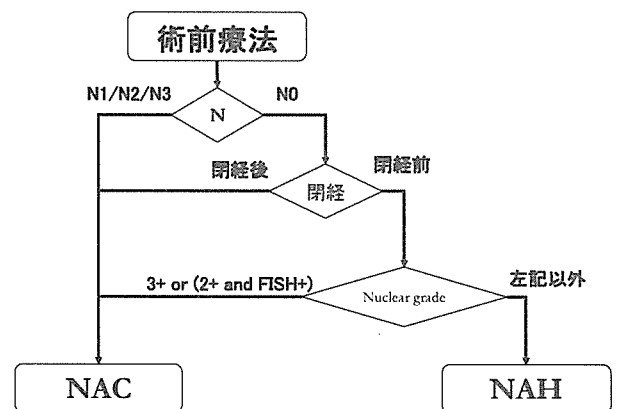 術前療法
N1/N2/N3
N0
N
閉経後
閉経前
閉経
3+ or (2+ and FISH+)
Nuclear grade
左記以外
NAC
NAH